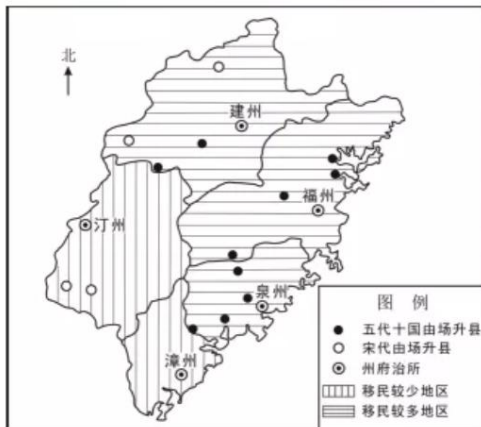 北
建州
福州
汀州
泉州
漳州
图例
五代十国由场升县
宋代由场升县
州府治所
移民较少地区
移民较多地区